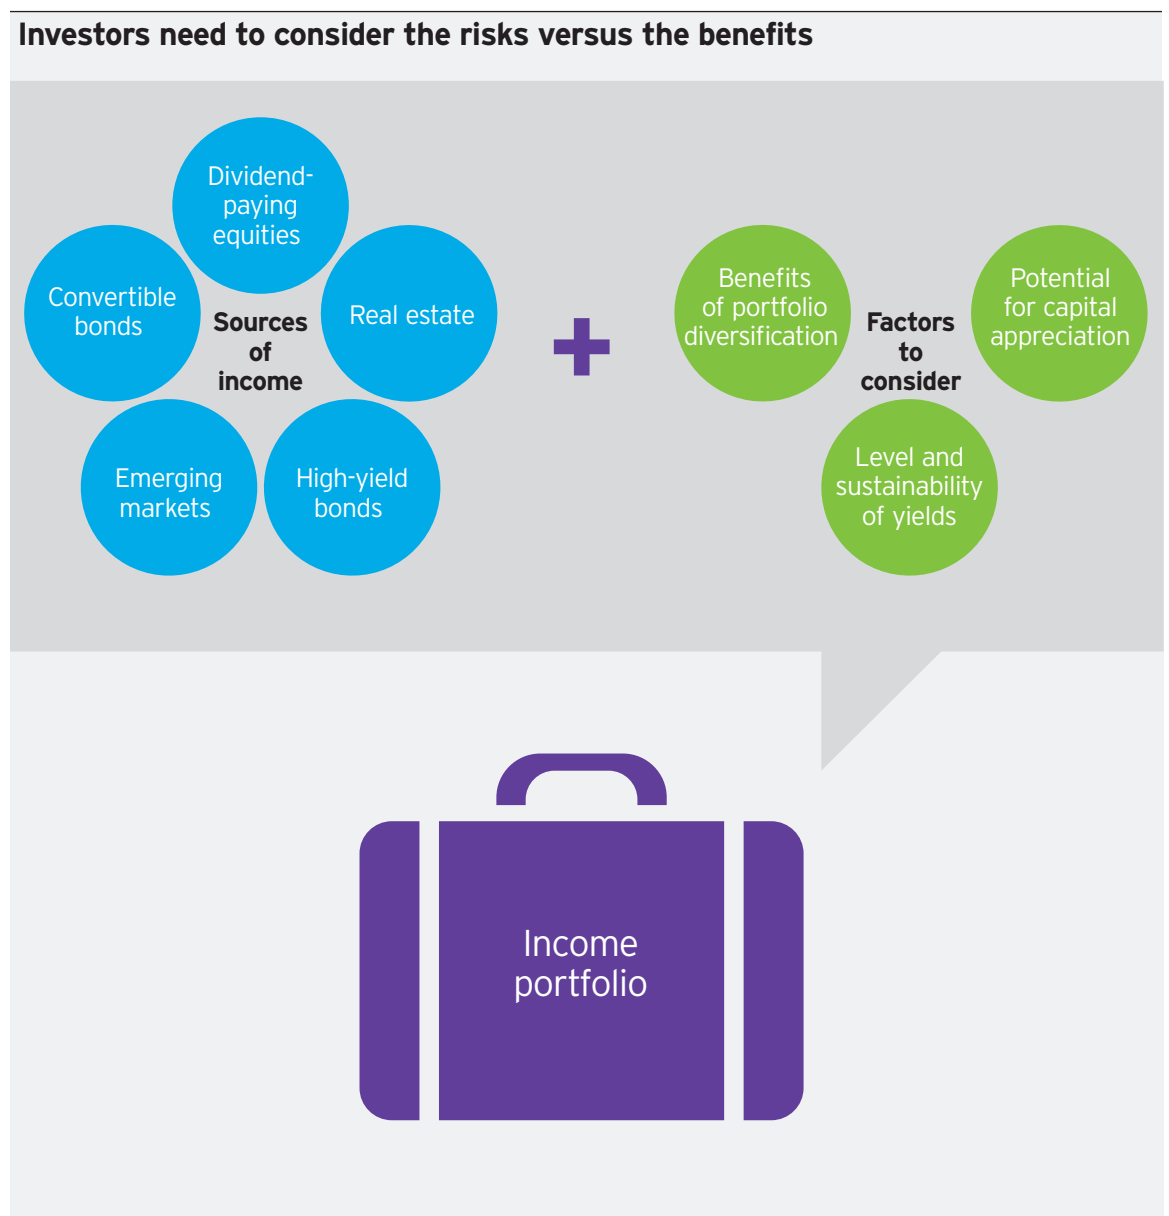 Investors need to consider the risks versus the benefits
Dividend-
paying
equities
Convertible
bonds
Sources
of
income
Real estate
Emerging
markets
High-yield
bonds
Benefits
of portfolio
diversification
Factors
to
consider
Potential
for capital
appreciation
Level and
sustainability
of yields
Income
portfolio